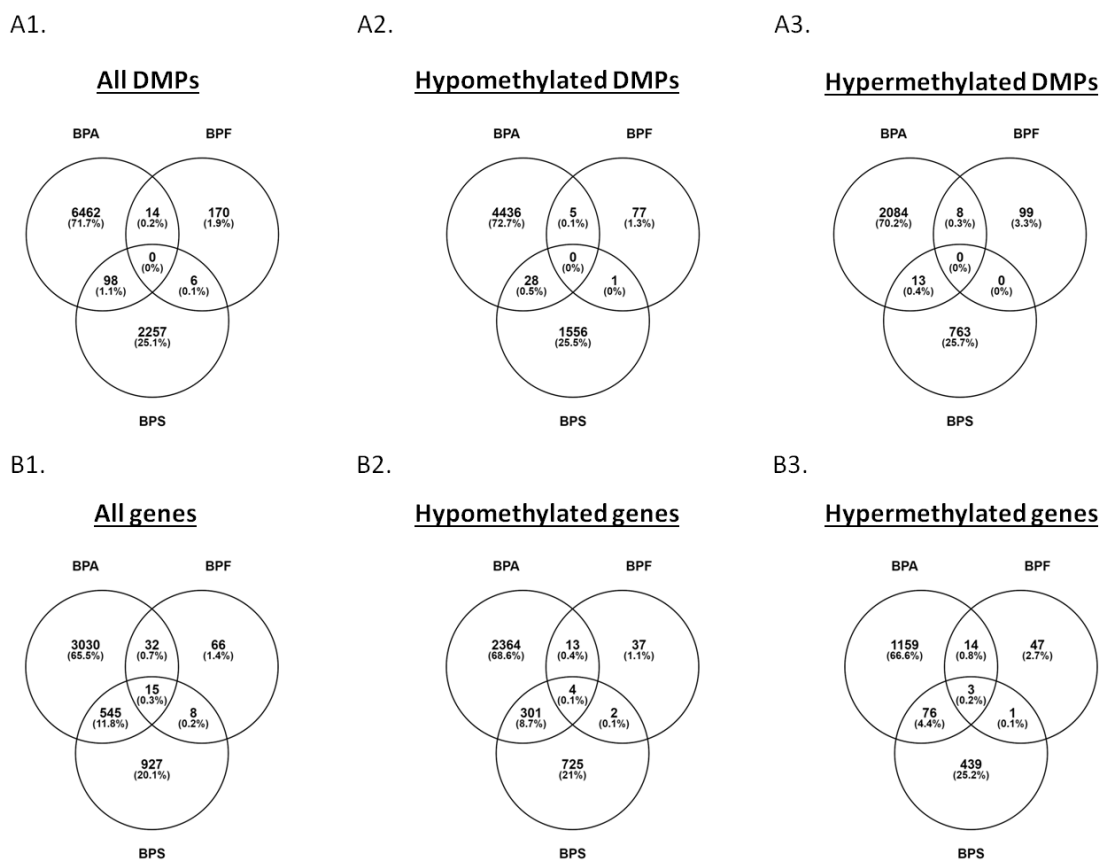 A1.
All DMPs
BPA
BPF
6462
(71.7%)
14
(0.2%)
170
(1.9%)
0
(0%)
98
(1.1%)
6
(0.1%)
2257
(25.1%)
BPS
A2.
Hypomethylated DMPs
BPA
BPF
4436
(72.7%)
5
(0.1%)
77
(1.3%)
0
(0%)
28
(0.5%)
1
(0%)
1556
(25.5%)
BPS
A3.
Hypermethylated DMPs
BPA
BPF
2084
(70.2%)
8
(0.3%)
99
(3.3%)
0
(0%)
13
(0.4%)
0
(0%)
763
(25.7%)
BPS
B1.
All genes
BPA
BPF
3030
(65.5%)
32
(0.7%)
66
(1.4%)
15
(0.3%)
545
(11.8%)
8
(0.2%)
927
(20.1%)
BPS
B2.
Hypomethylated genes
BPA
BPF
2364
(68.6%)
13
(0.4%)
37
(1.1%)
4
(0.1%)
301
(8.7%)
2
(0.1%)
725
(21%)
BPS
B3.
Hypermethylated genes
BPA
BPF
1159
(66.6%)
14
(0.8%)
47
(2.7%)
3
(0.2%)
76
(4.4%)
1
(0.1%)
439
(25.2%)
BPS